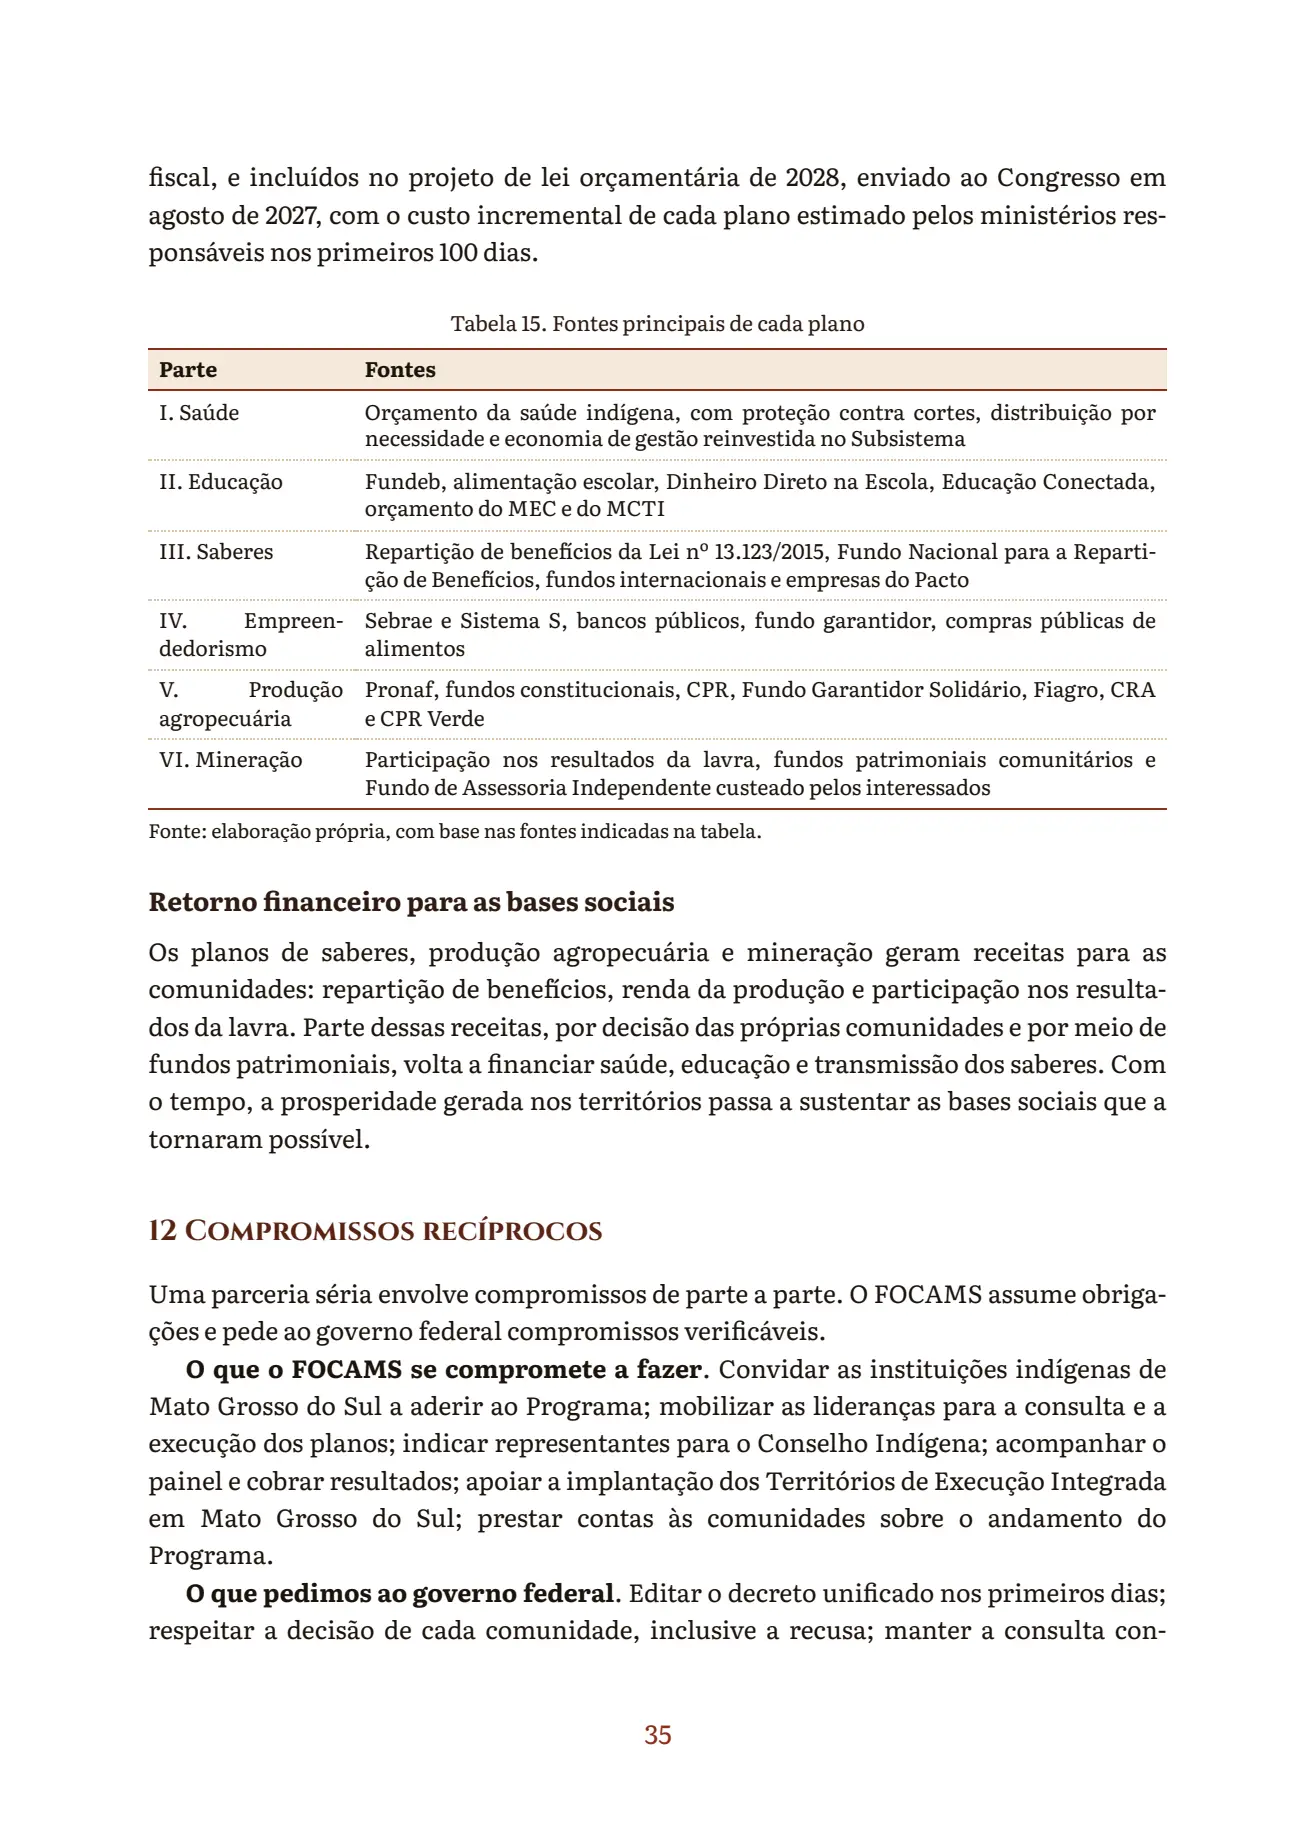 fiscal, e incluídos no projeto de lei orçamentária de 2028, enviado ao Congresso em
agosto de 2027, com o custo incremental de cada plano estimado pelos ministérios res-
ponsáveis nos primeiros 100 dias.
Tabela 15. Fontes principais de cada plano
Parte Fontes
I. Saúde Orçamento da saúde indígena, com proteção contra cortes, distribuição por
necessidade e economia de gestão reinvestida no Subsistema
II. Educação Fundeb, alimentação escolar, Dinheiro Direto na Escola, Educação Conectada,
orçamento do MEC e do MCTI
III. Saberes Repartição de benefícios da Lei nº 13.123/2015, Fundo Nacional para a Reparti-
ção de Benefícios, fundos internacionais e empresas do Pacto
IV. Empreen- Sebrae e Sistema S, bancos públicos, fundo garantidor, compras públicas de
dedorismo alimentos
V. Produção Pronaf, fundos constitucionais, CPR, Fundo Garantidor Solidário, Fiagro, CRA
agropecuária e CPR Verde
VI. Mineração Participação nos resultados da lavra, fundos patrimoniais comunitários e
Fundo de Assessoria Independente custeado pelos interessados
Fonte: elaboração própria, com base nas fontes indicadas na tabela.
Retorno financeiro para as bases sociais
Os planos de saberes, produção agropecuária e mineração geram receitas para as
comunidades: repartição de benefícios, renda da produção e participação nos resulta-
dos da lavra. Parte dessas receitas, por decisão das próprias comunidades e por meio de
fundos patrimoniais, volta a financiar saúde, educação e transmissão dos saberes. Com
o tempo, a prosperidade gerada nos territórios passa a sustentar as bases sociais que a
tornaram possível.
12 Compromissos recíprocos
Uma parceria séria envolve compromissos de parte a parte. O FOCAMS assume obriga-
ções e pede ao governo federal compromissos verificáveis.
O que o FOCAMS se compromete a fazer. Convidar as instituições indígenas de
Mato Grosso do Sul a aderir ao Programa; mobilizar as lideranças para a consulta e a
execução dos planos; indicar representantes para o Conselho Indígena; acompanhar o
painel e cobrar resultados; apoiar a implantação dos Territórios de Execução Integrada
em Mato Grosso do Sul; prestar contas às comunidades sobre o andamento do
Programa.
O que pedimos ao governo federal. Editar o decreto unificado nos primeiros dias;
respeitar a decisão de cada comunidade, inclusive a recusa; manter a consulta con-
35